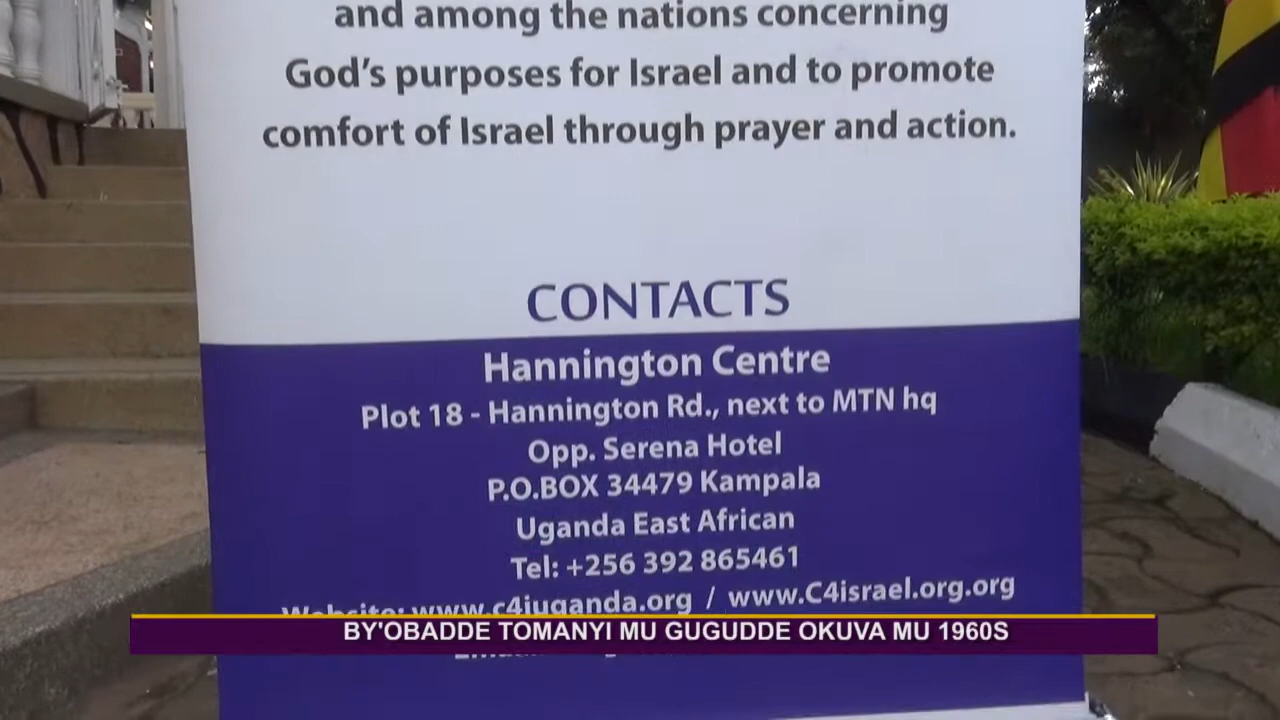 and among the nations concerning
God's purposes for Israel and to promote
comfort of Israel through prayer and action.
CONTACTS
Hannington Centre
Plot 18 - Hannington Rd., next to MTN hq
Opp. Serena Hotel
P.O.BOX 34479 Kampala
Uganda East African
Tel: +256 392 865461
Website: www.c4iuganda.org / www.C4israel.org.org
BY'OBADDE TOMANYI MU GUGUDDE OKUVA MU 1960S